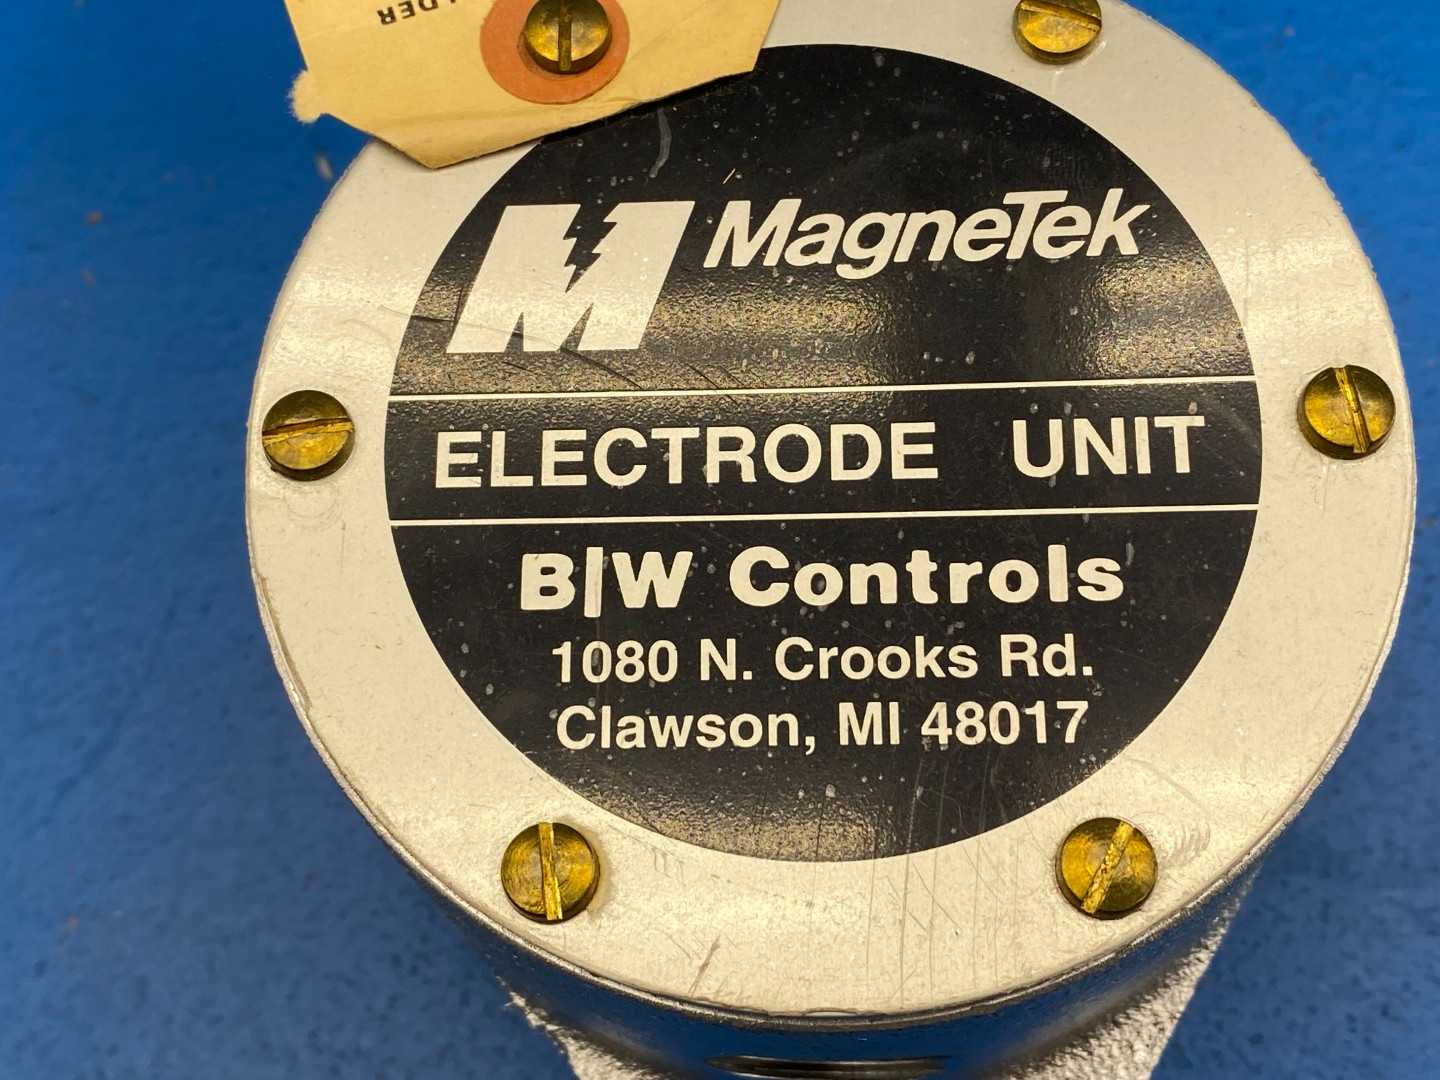 MagneTek
ELECTRODE UNIT
B|W Controls
1080 N. Crooks Rd.
Clawson, MI 48017